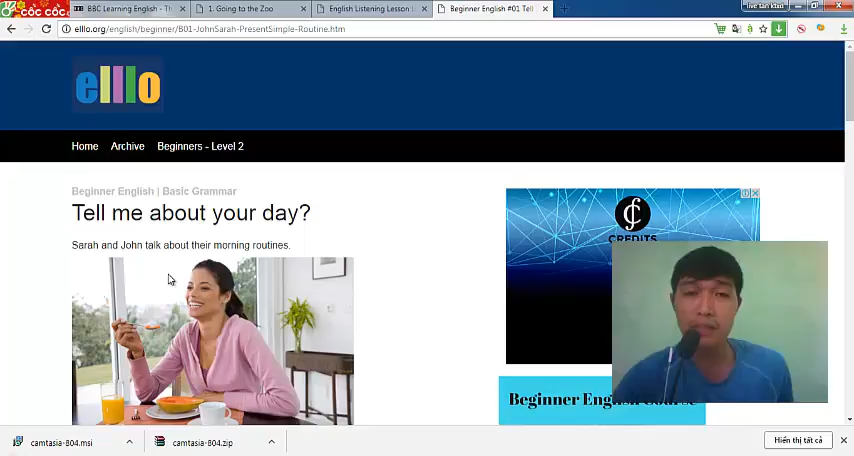 CỐC CỐC
BBC Learning English - Th
1. Going to the Zoo
English Listening Lesson L
Beginner English #01 Tell
live tan ktxd
elllo.org/english/beginner/B01-JohnSarah-PresentSimple-Routine.htm
elllo
Home
Archive
Beginners - Level 2
Beginner English | Basic Grammar
Tell me about your day?
Sarah and John talk about their morning routines.
CREDITS
Beginner English Course
camtasia-804.msi
camtasia-804.zip
Hiển thị tất cả